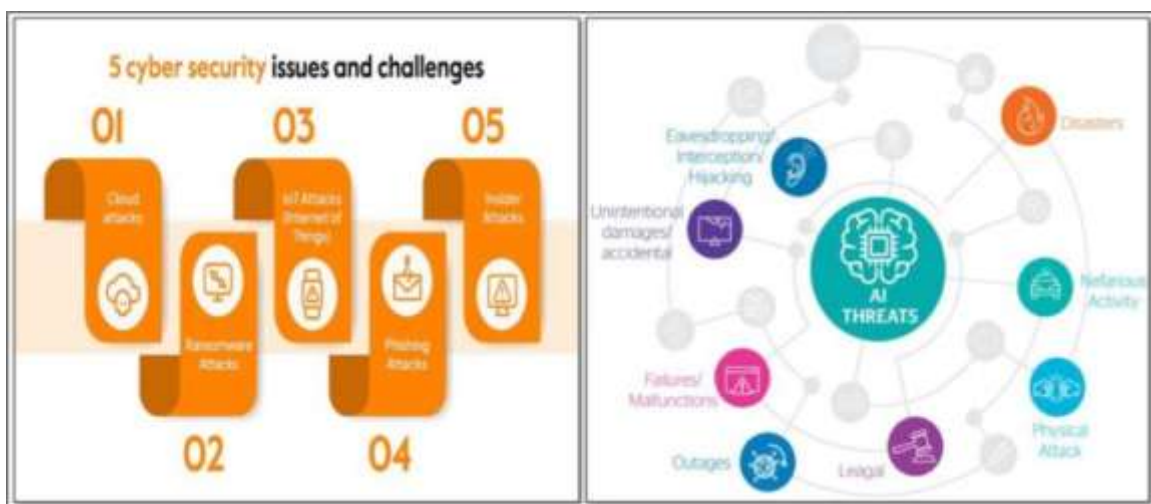 5 cyber security issues and challenges
01
03
05
Cloud
attacks
IoT Attacks
(Internet of
Things)
Insider
Attacks
Ransomware
Attacks
Phishing
Attacks
02
04
Disasters
Eavesdropping/
Interception/
Hijacking
Unintentional
damages/
accidental
AI
THREATS
Nefarious
Activity
Failures/
Malfunctions
Physical
Attack
Outages
Leagal